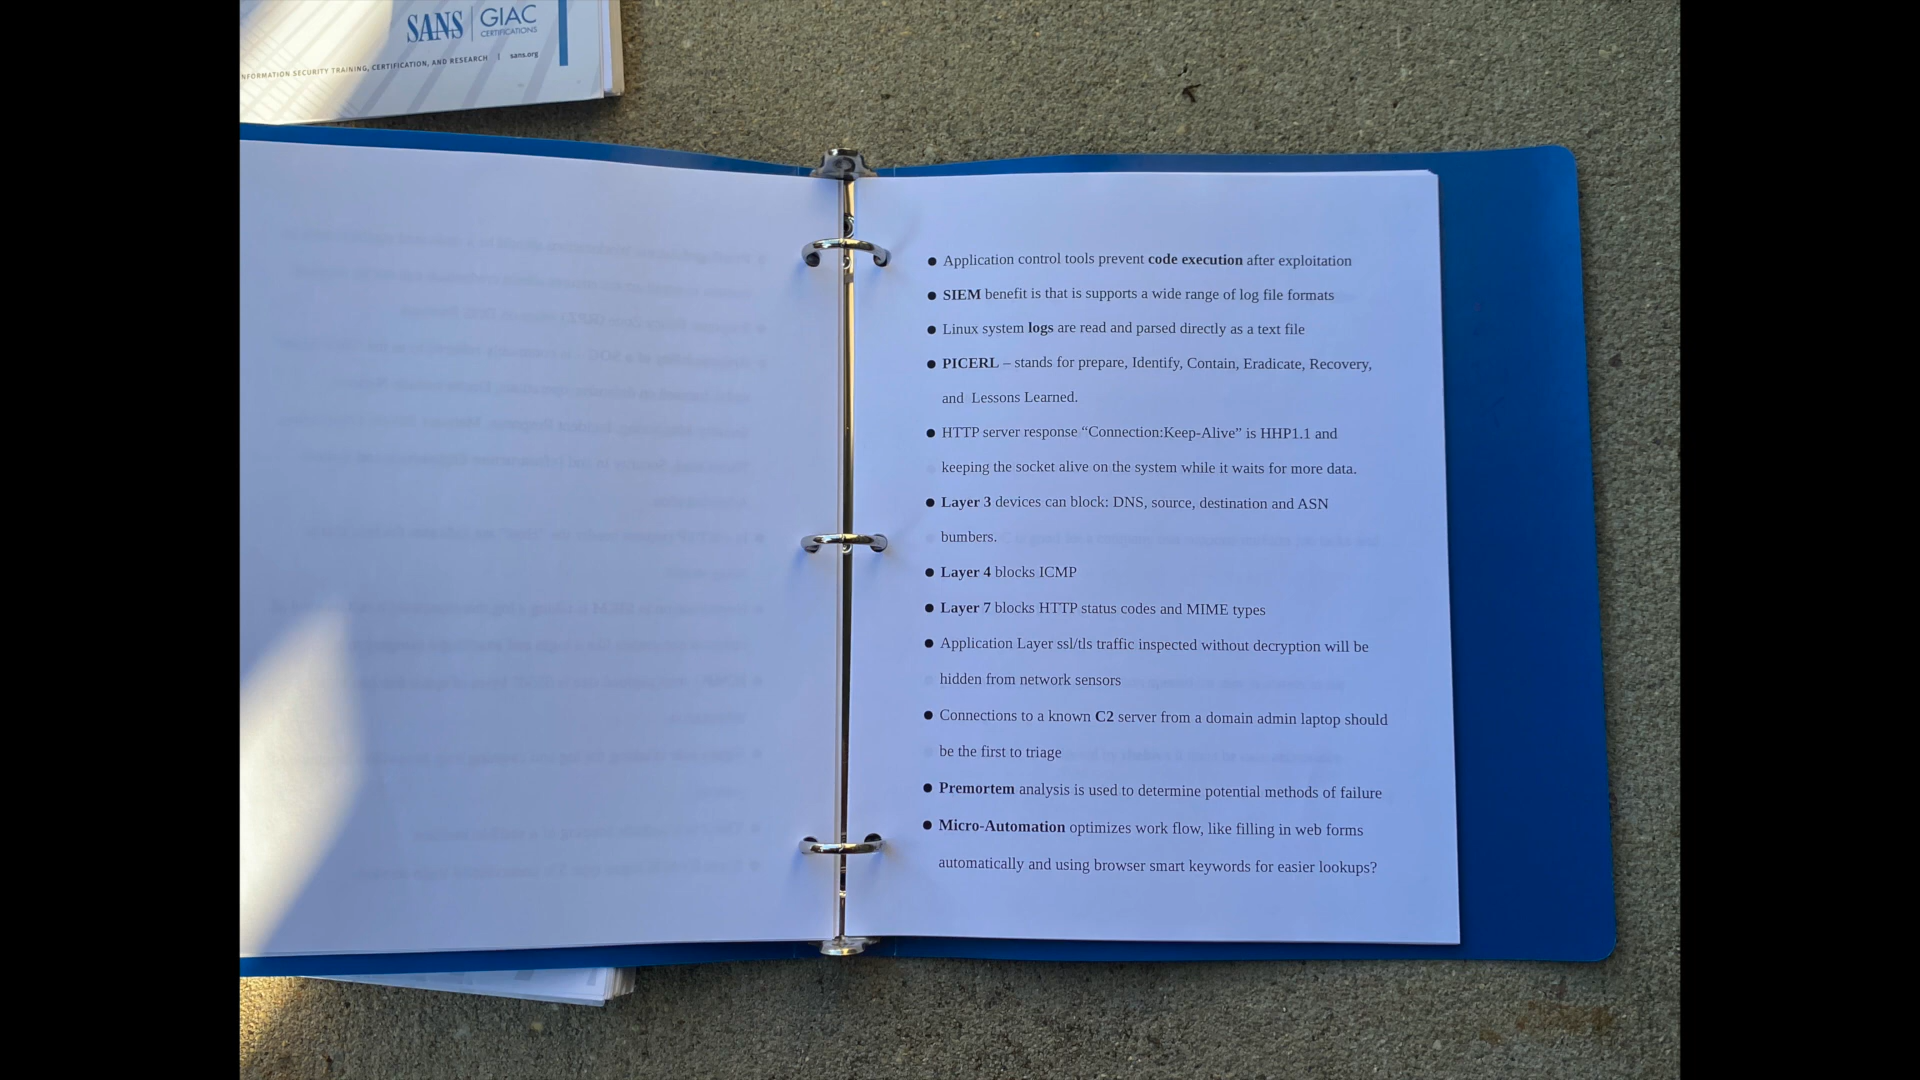 SANS | GIAC
CERTIFICATIONS
NFORMATION SECURITY TRAINING, CERTIFICATION, AND RESEARCH | sans.org
● Application control tools prevent code execution after exploitation
● SIEM benefit is that is supports a wide range of log file formats
● Linux system logs are read and parsed directly as a text file
● PICERL – stands for prepare, Identify, Contain, Eradicate, Recovery,
and Lessons Learned.
● HTTP server response “Connection:Keep-Alive” is HHP1.1 and
keeping the socket alive on the system while it waits for more data.
● Layer 3 devices can block: DNS, source, destination and ASN
bumbers.
● Layer 4 blocks ICMP
● Layer 7 blocks HTTP status codes and MIME types
● Application Layer ssl/tls traffic inspected without decryption will be
hidden from network sensors
● Connections to a known C2 server from a domain admin laptop should
be the first to triage
● Premortem analysis is used to determine potential methods of failure
● Micro-Automation optimizes work flow, like filling in web forms
automatically and using browser smart keywords for easier lookups?